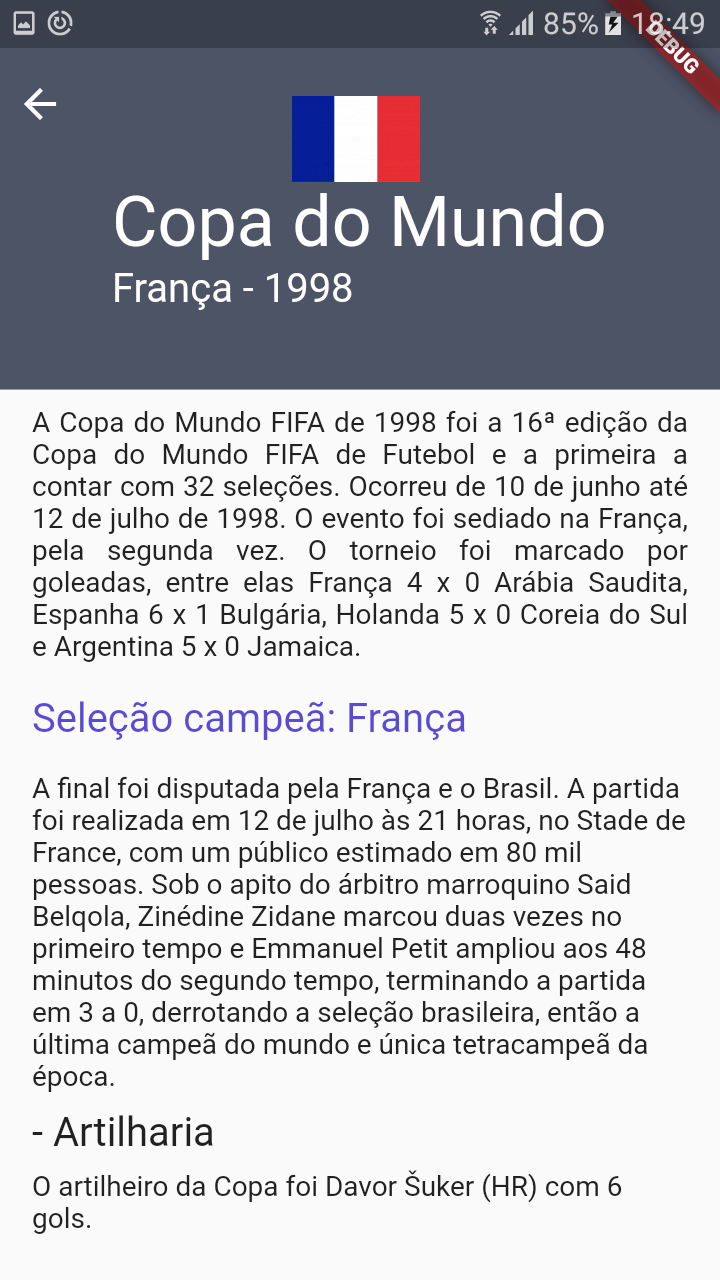 85% 18:49
DEBUG
Copa do Mundo
França - 1998
A Copa do Mundo FIFA de 1998 foi a 16ª edição da
Copa do Mundo FIFA de Futebol e a primeira a
contar com 32 seleções. Ocorreu de 10 de junho até
12 de julho de 1998. O evento foi sediado na França,
pela segunda vez. O torneio foi marcado por
goleadas, entre elas França 4 x 0 Arábia Saudita,
Espanha 6 x 1 Bulgária, Holanda 5 x 0 Coreia do Sul
e Argentina 5 x 0 Jamaica.
Seleção campeã: França
A final foi disputada pela França e o Brasil. A partida
foi realizada em 12 de julho às 21 horas, no Stade de
France, com um público estimado em 80 mil
pessoas. Sob o apito do árbitro marroquino Said
Belqola, Zinédine Zidane marcou duas vezes no
primeiro tempo e Emmanuel Petit ampliou aos 48
minutos do segundo tempo, terminando a partida
em 3 a 0, derrotando a seleção brasileira, então a
última campeã do mundo e única tetracampeã da
época.
- Artilharia
O artilheiro da Copa foi Davor Šuker (HR) com 6
gols.